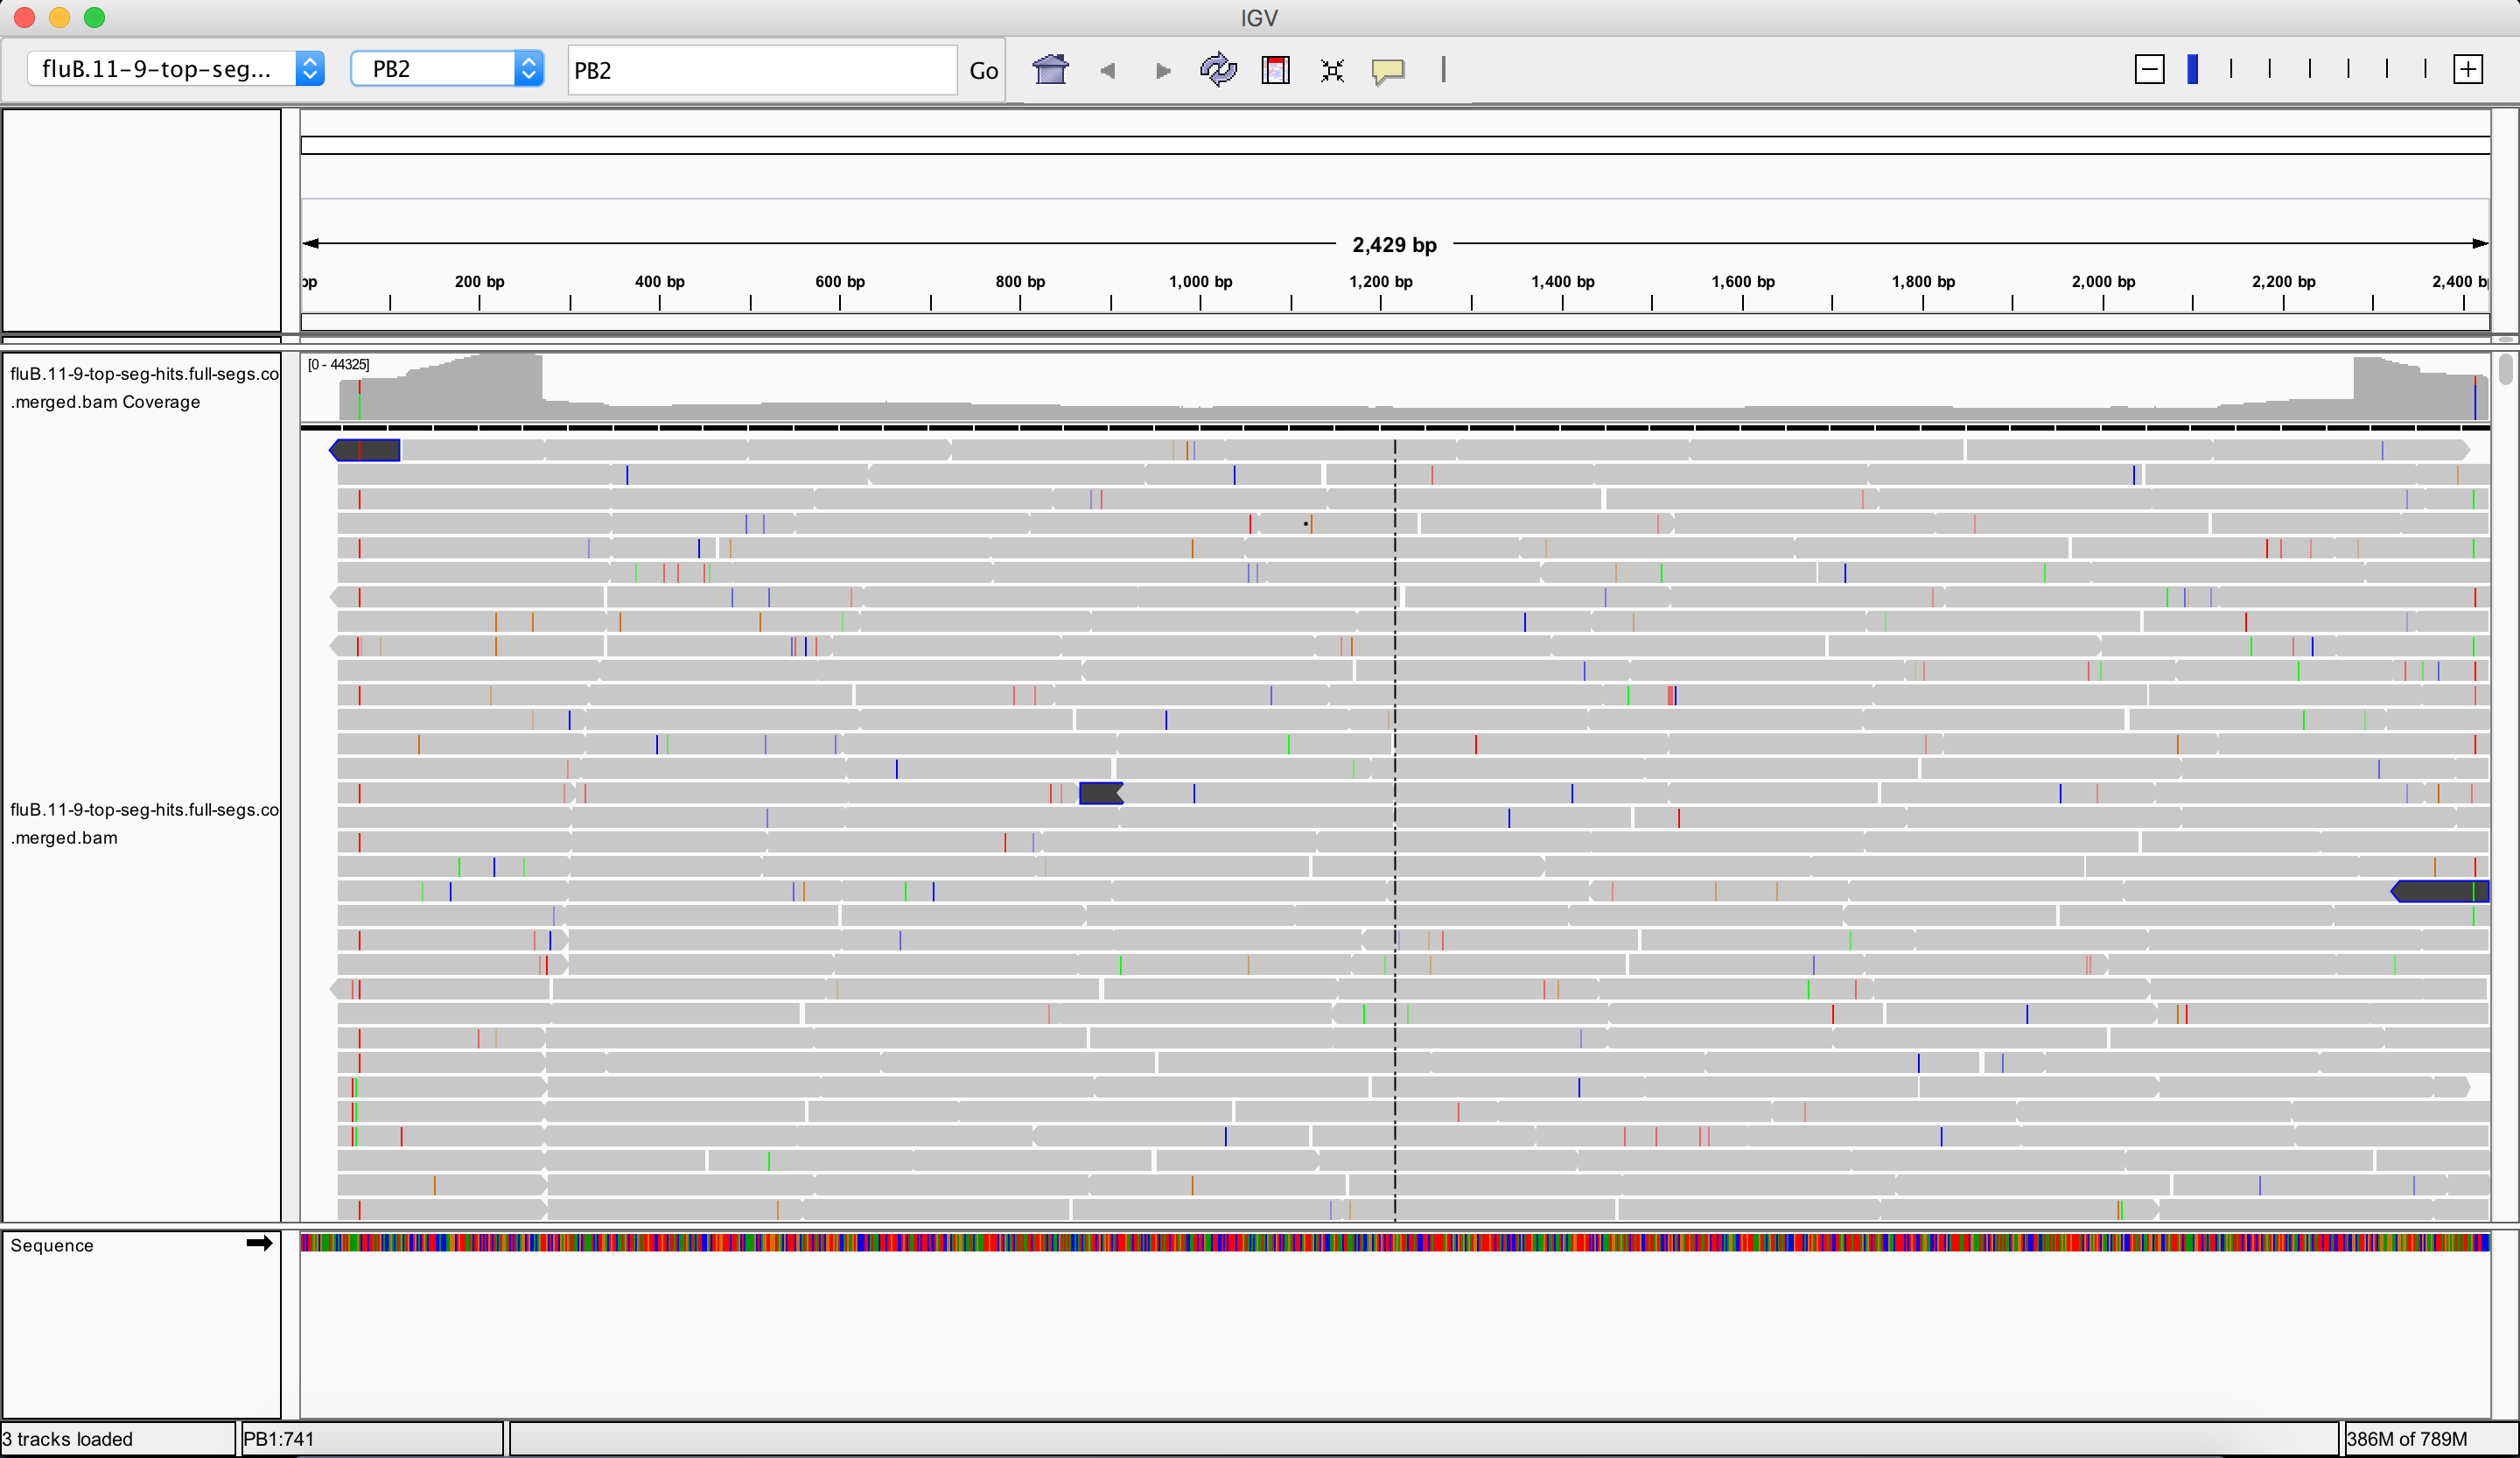 IGV
fluB.11-9-top-seg... PB2 PB2 Go
2,429 bp
bp 200 bp 400 bp 600 bp 800 bp 1,000 bp 1,200 bp 1,400 bp 1,600 bp 1,800 bp 2,000 bp 2,200 bp 2,400 b
[0 - 44325]
fluB.11-9-top-seg-hits.full-segs.co
.merged.bam Coverage
fluB.11-9-top-seg-hits.full-segs.co
.merged.bam
Sequence
3 tracks loaded PB1:741 386M of 789M